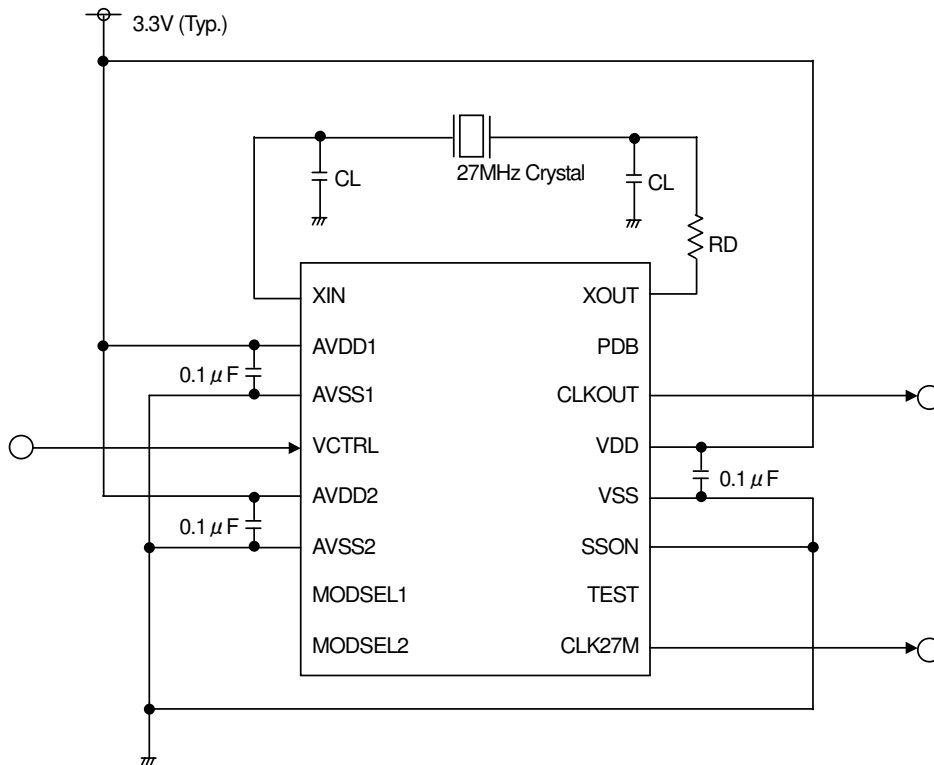 3.3V (Typ.)
27MHz Crystal
CL
CL
RD
XIN
XOUT
AVDD1
PDB
0.1 μF
AVSS1
CLKOUT
VCTRL
VDD
0.1 μF
AVDD2
VSS
0.1 μF
AVSS2
SSON
MODSEL1
TEST
MODSEL2
CLK27M